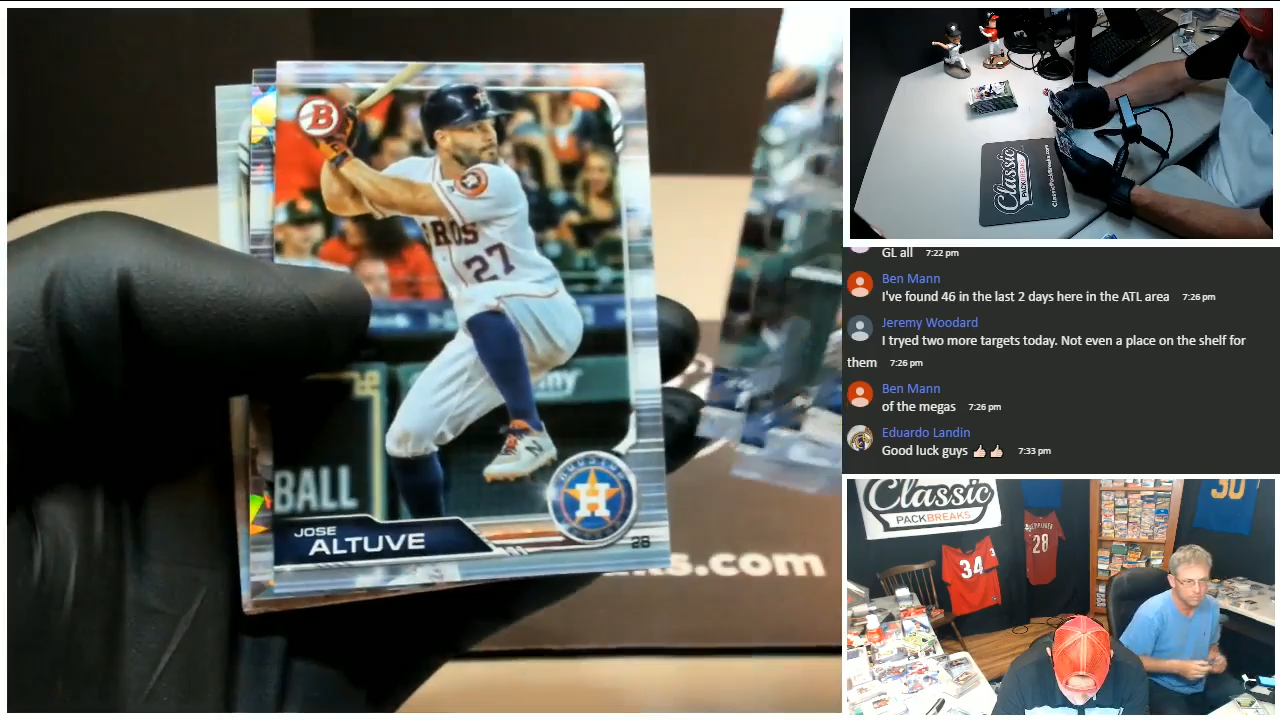 B
ROS
27
BALL
JOSE
ALTUVE
H
26
ks.com
Classic
PACKBREAKS
GL all 7:22 pm
Ben Mann
I've found 46 in the last 2 days here in the ATL area 7:26 pm
Jeremy Woodard
I tryed two more targets today. Not even a place on the shelf for
them 7:26 pm
Ben Mann
of the megas 7:26 pm
Eduardo Landin
Good luck guys 👍🏻👍🏻 7:33 pm
Classic
PACKBREAKS
34
28
30